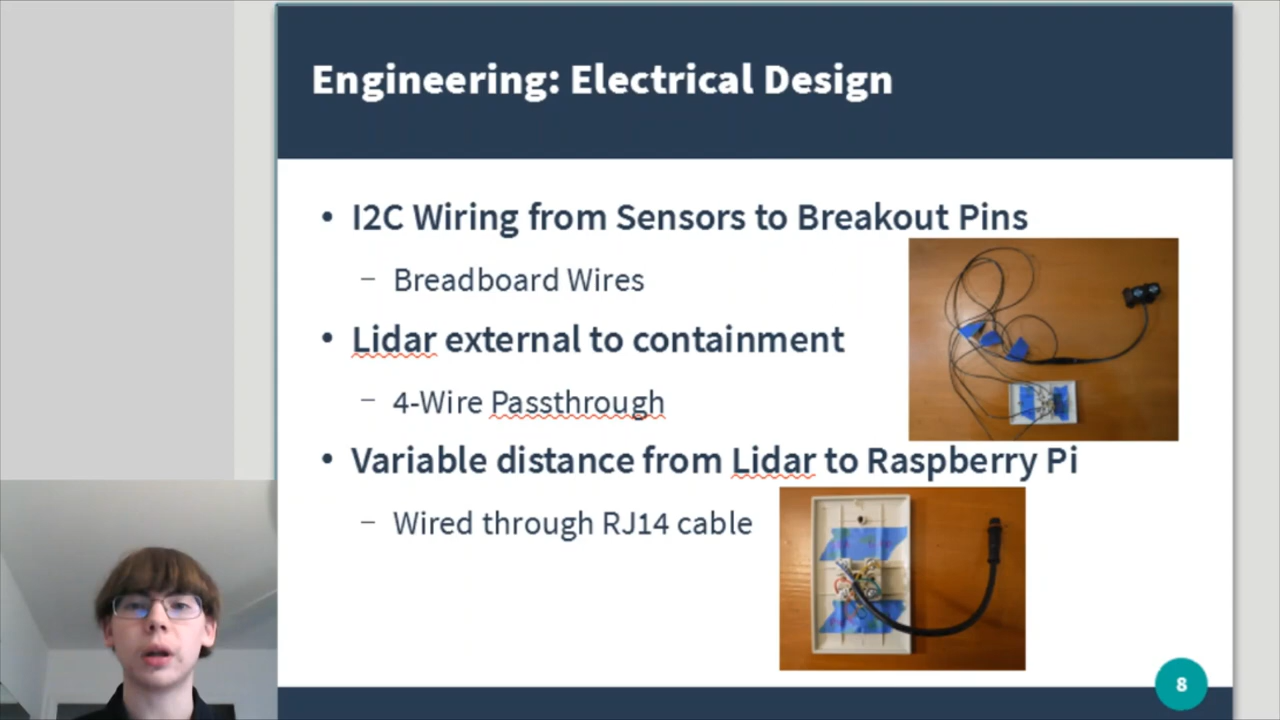 Engineering: Electrical Design
• I2C Wiring from Sensors to Breakout Pins
– Breadboard Wires
• Lidar external to containment
– 4-Wire Passthrough
• Variable distance from Lidar to Raspberry Pi
– Wired through RJ14 cable
8